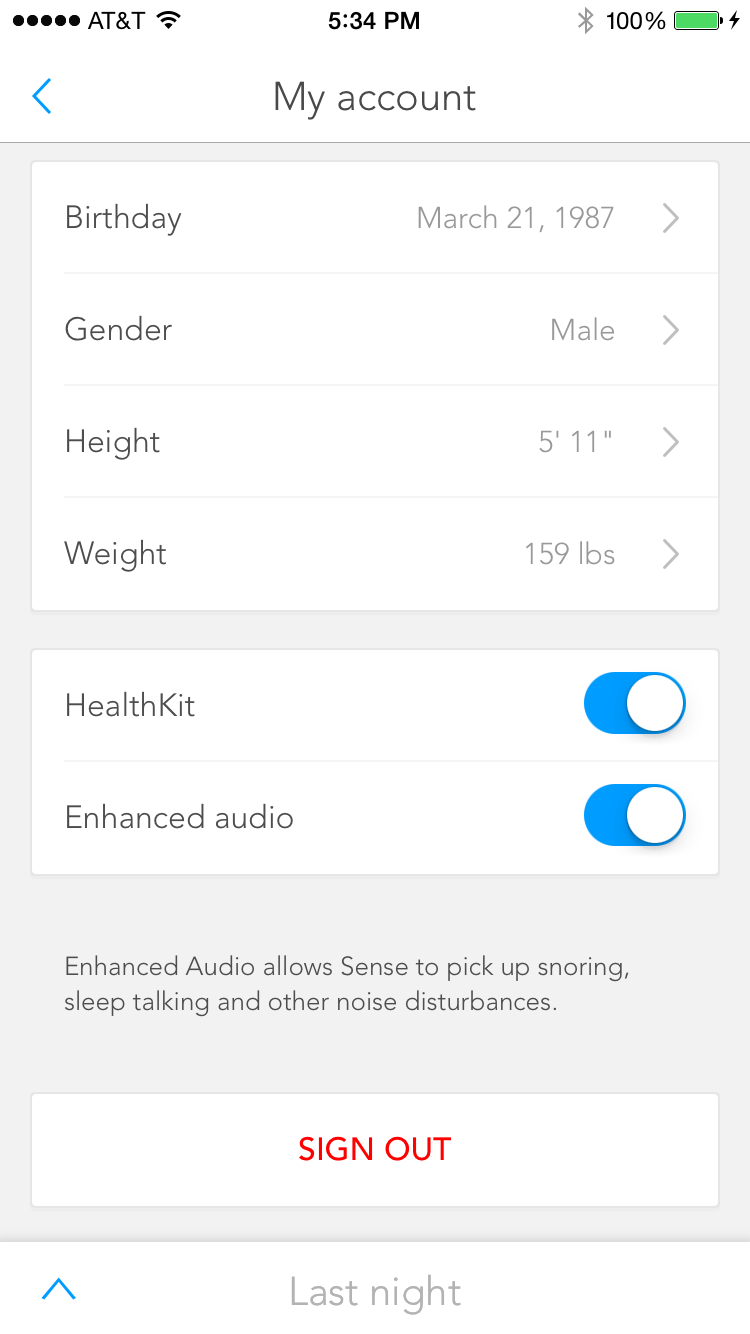 AT&T 5:34 PM 100%
My account
Birthday March 21, 1987
Gender Male
Height 5' 11"
Weight 159 lbs
HealthKit
Enhanced audio
Enhanced Audio allows Sense to pick up snoring,
sleep talking and other noise disturbances.
SIGN OUT
Last night